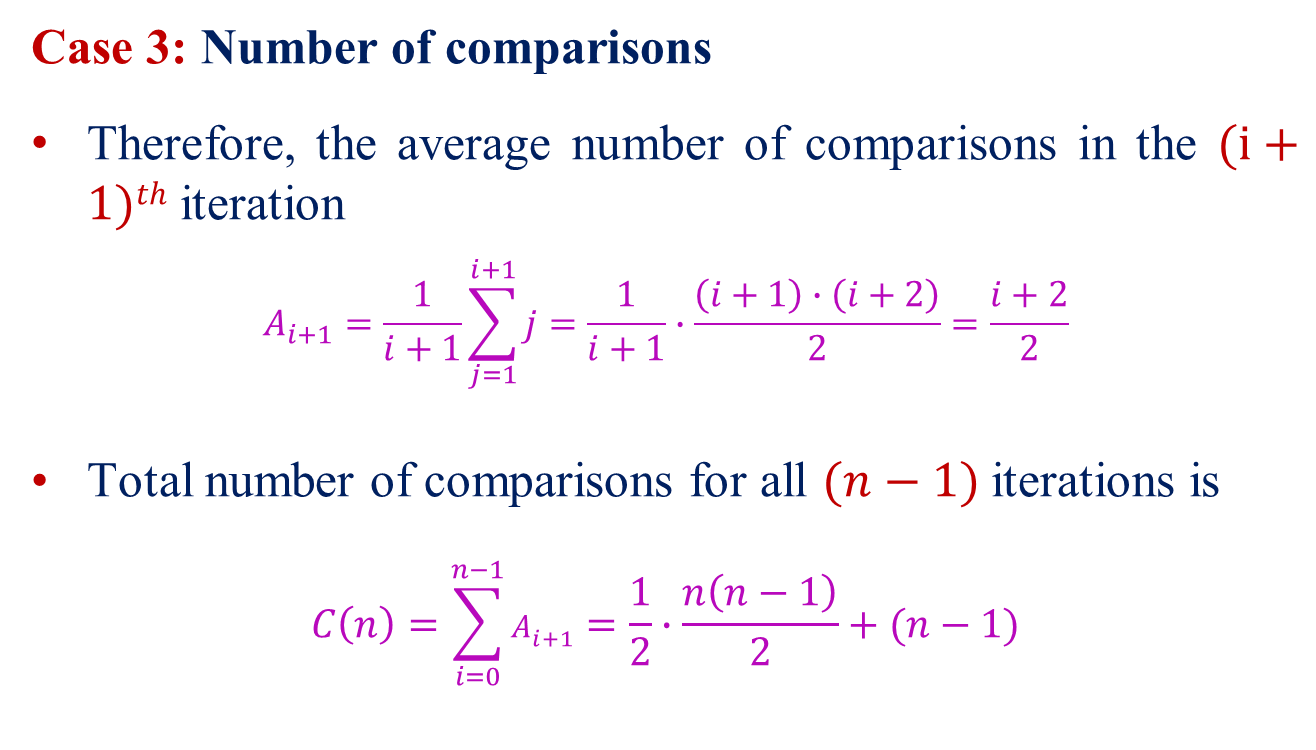 Case 3: Number of comparisons
• Therefore, the average number of comparisons in the (i +
1)^{th} iteration
A_{i+1} = \frac{1}{i+1} \sum_{j=1}^{i+1} j = \frac{1}{i+1} \cdot \frac{(i+1) \cdot (i+2)}{2} = \frac{i+2}{2}
• Total number of comparisons for all (n − 1) iterations is
C(n) = \sum_{i=0}^{n-1} A_{i+1} = \frac{1}{2} \cdot \frac{n(n-1)}{2} + (n-1)